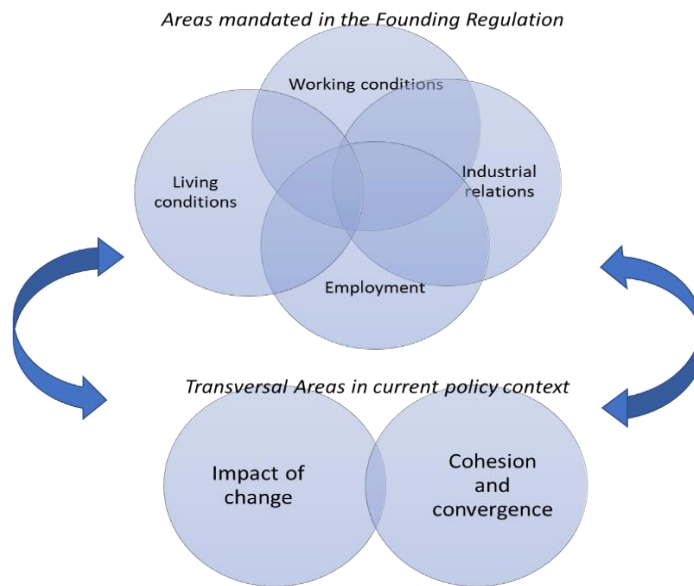 Areas mandated in the Founding Regulation
Working conditions
Living
conditions
Industrial
relations
Employment
Transversal Areas in current policy context
Impact of
change
Cohesion
and
convergence